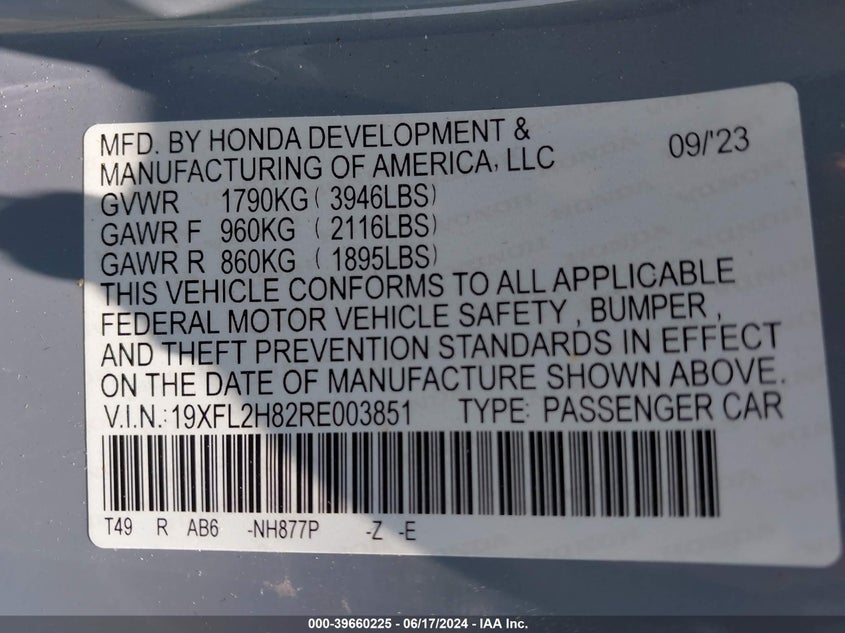 MFD. BY HONDA DEVELOPMENT &
MANUFACTURING OF AMERICA, LLC 09/'23
GVWR 1790KG ( 3946LBS)
GAWR F 960KG ( 2116LBS)
GAWR R 860KG ( 1895LBS)
THIS VEHICLE CONFORMS TO ALL APPLICABLE
FEDERAL MOTOR VEHICLE SAFETY , BUMPER ,
AND THEFT PREVENTION STANDARDS IN EFFECT
ON THE DATE OF MANUFACTURE SHOWN ABOVE.
V.I.N.: 19XFL2H82RE003851 TYPE: PASSENGER CAR
T49 R AB6 -NH877P -Z -E
000-39660225 - 06/17/2024 - IAA Inc.